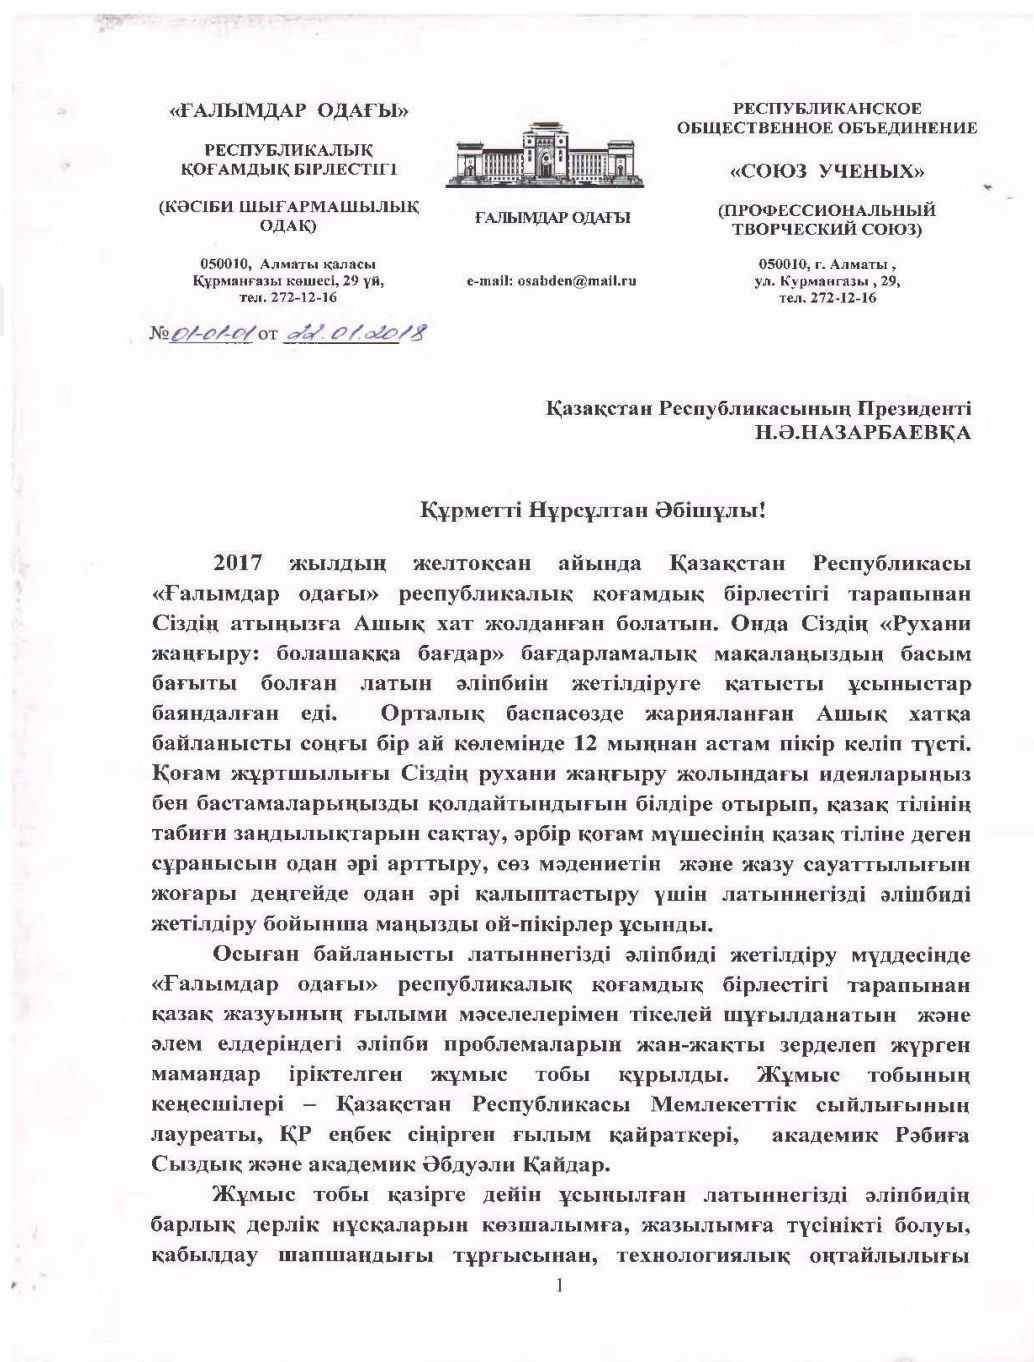 «ҒАЛЫМДАР ОДАҒЫ»
РЕСПУБЛИКАЛЫҚ
ҚОҒАМДЫҚ БІРЛЕСТІГІ
(КӘСІБИ ШЫҒАРМАШЫЛЫҚ
ОДАҚ)
050010, Алматы қаласы
Құрманғазы көшесі, 29 үй,
тел. 272-12-16
ҒАЛЫМДАР ОДАҒЫ
e-mail: osabden@mail.ru
РЕСПУБЛИКАНСКОЕ
ОБЩЕСТВЕННОЕ ОБЪЕДИНЕНИЕ
«СОЮЗ УЧЕНЫХ»
(ПРОФЕССИОНАЛЬНЫЙ
ТВОРЧЕСКИЙ СОЮЗ)
050010, г. Алматы ,
ул. Курмангазы , 29,
тел. 272-12-16
№01-01-01 от 22.01.2018
Қазақстан Республикасының Президенті
Н.Ә.НАЗАРБАЕВҚА
Құрметті Нұрсұлтан Әбішұлы!
2017 жылдың желтоқсан айында Қазақстан Республикасы
«Ғалымдар одағы» республикалық қоғамдық бірлестігі тарапынан
Сіздің атыңызға Ашық хат жолданған болатын. Онда Сіздің «Рухани
жаңғыру: болашаққа бағдар» бағдарламалық мақалаңыздың басым
бағыты болған латын әліпбиін жетілдіруге қатысты ұсыныстар
баяндалған еді. Орталық баспасөзде жарияланған Ашық хатқа
байланысты соңғы бір ай көлемінде 12 мыңнан астам пікір келіп түсті.
Қоғам жұртшылығы Сіздің рухани жаңғыру жолындағы идеяларыңыз
бен бастамаларыңызды қолдайтындығын білдіре отырып, қазақ тілінің
табиғи заңдылықтарын сақтау, әрбір қоғам мүшесінің қазақ тіліне деген
сұранысын одан әрі арттыру, сөз мәдениетін және жазу сауаттылығын
жоғары деңгейде одан әрі қалыптастыру үшін латыннегізді әліпбиді
жетілдіру бойынша маңызды ой-пікірлер ұсынды.
Осыған байланысты латыннегізді әліпбиді жетілдіру мүддесінде
«Ғалымдар одағы» республикалық қоғамдық бірлестігі тарапынан
қазақ жазуының ғылыми мәселелерімен тікелей шұғылданатын және
әлем елдеріндегі әліпби проблемаларын жан-жақты зерделеп жүрген
мамандар іріктелген жұмыс тобы құрылды. Жұмыс тобының
кеңесшілері – Қазақстан Республикасы Мемлекеттік сыйлығының
лауреаты, ҚР еңбек сіңірген ғылым қайраткері, академик Рәбиға
Сыздық және академик Әбдуәли Қайдар.
Жұмыс тобы қазірге дейін ұсынылған латыннегізді әліпбидің
барлық дерлік нұсқаларын көзшалымға, жазылымға түсінікті болуы,
қабылдау шапшаңдығы тұрғысынан, технологиялық оңтайлылығы
1